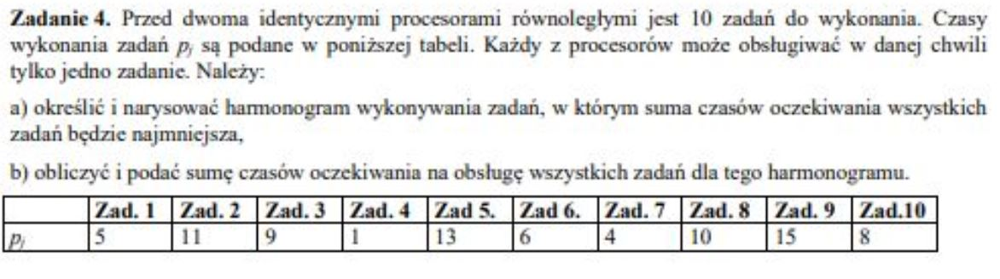 Zadanie 4. Przed dwoma identycznymi procesorami równoległymi jest 10 zadań do wykonania. Czasy
wykonania zadań pj są podane w poniższej tabeli. Każdy z procesorów może obsługiwać w danej chwili
tylko jedno zadanie. Należy:
a) określić i narysować harmonogram wykonywania zadań, w którym suma czasów oczekiwania wszystkich
zadań będzie najmniejsza,
b) obliczyć i podać sumę czasów oczekiwania na obsługę wszystkich zadań dla tego harmonogramu.
Zad. 1 Zad. 2 Zad. 3 Zad. 4 Zad 5. Zad 6. Zad. 7 Zad. 8 Zad. 9 Zad.10
pj 5 11 9 1 13 6 4 10 15 8